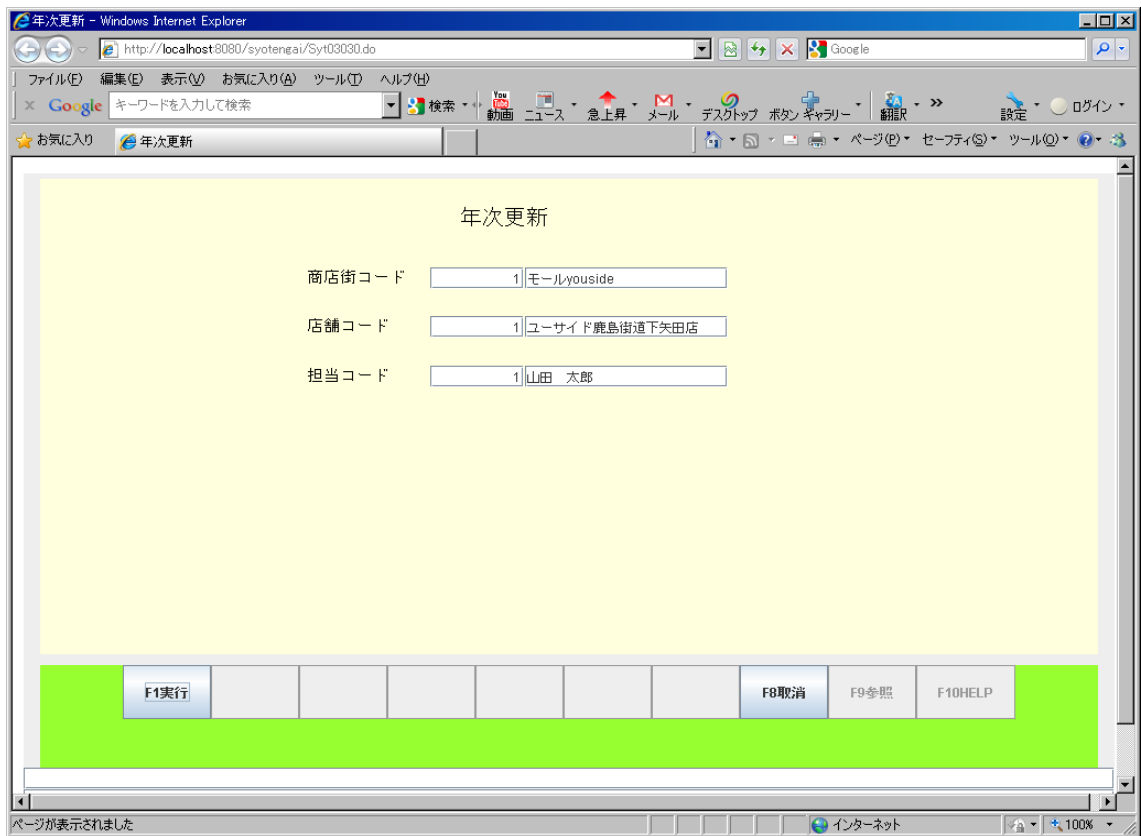 年次更新 - Windows Internet Explorer
http://localhost:8080/syotengai/Syt03030.do
Google
ファイル(F) 編集(E) 表示(V) お気に入り(A) ツール(T) ヘルプ(H)
× Google キーワードを入力して検索 検索 You Tube 動画 ニュース 急上昇 メール デスクトップ ボタン ギャラリー 翻訳 » 設定 ログイン
お気に入り 年次更新 ページ(P) セーフティ(S) ツール(O)
年次更新
商店街コード 1 モールyouside
店舗コード 1 ユーサイド鹿島街道下矢田店
担当コード 1 山田　太郎
F1実行 F8取消 F9参照 F10HELP
ページが表示されました インターネット 100%